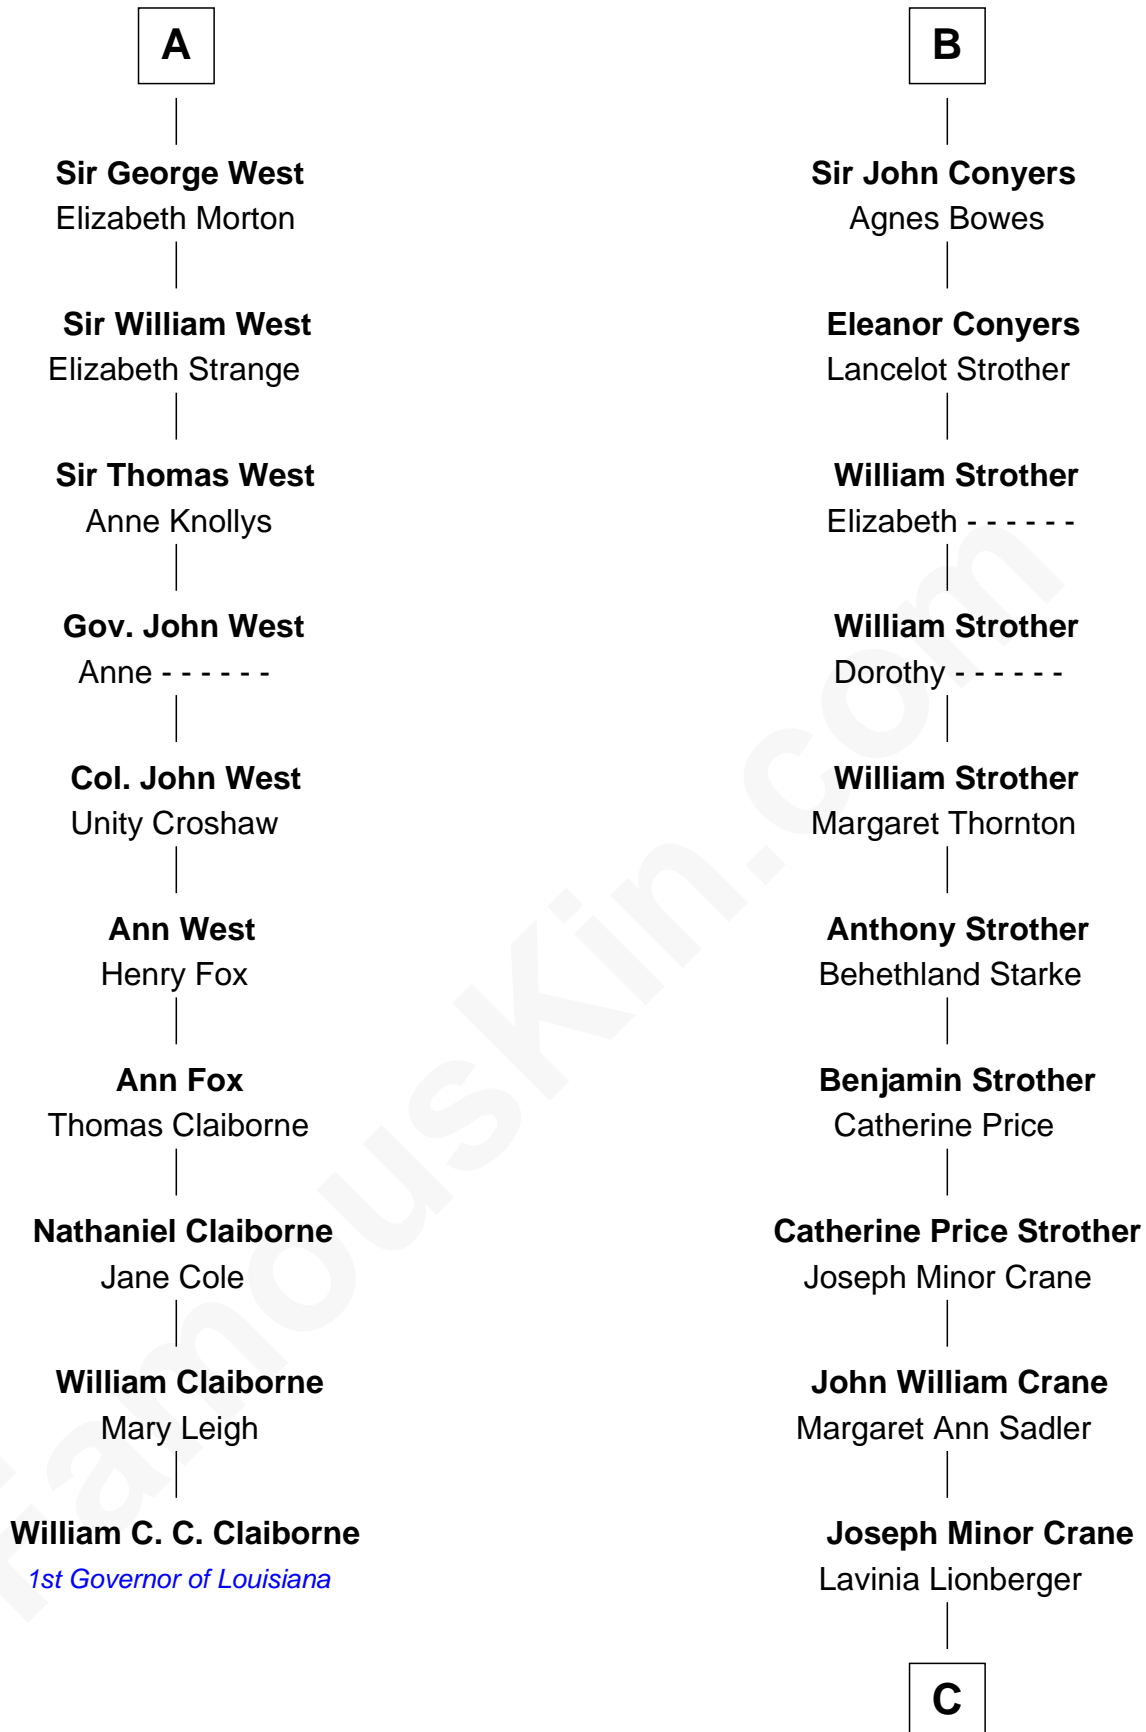 A
Sir George West
Elizabeth Morton
Sir William West
Elizabeth Strange
Sir Thomas West
Anne Knollys
Gov. John West
Anne - - - - - -
Col. John West
Unity Croshaw
Ann West
Henry Fox
Ann Fox
Thomas Claiborne
Nathaniel Claiborne
Jane Cole
William Claiborne
Mary Leigh
William C. C. Claiborne
1st Governor of Louisiana
B
Sir John Conyers
Agnes Bowes
Eleanor Conyers
Lancelot Strother
William Strother
Elizabeth - - - - - -
William Strother
Dorothy - - - - - -
William Strother
Margaret Thornton
Anthony Strother
Behethland Starke
Benjamin Strother
Catherine Price
Catherine Price Strother
Joseph Minor Crane
John William Crane
Margaret Ann Sadler
Joseph Minor Crane
Lavinia Lionberger
C
FamousKin.com